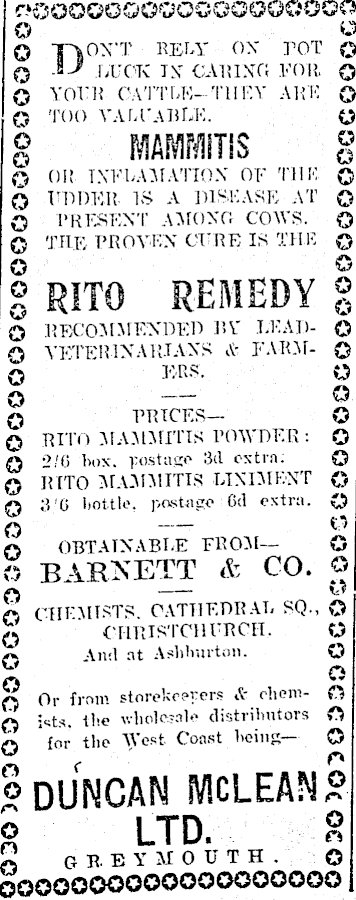 DON'T RELY ON POT
LUCK IN CARING FOR
YOUR CATTLE—THEY ARE
TOO VALUABLE.
MAMMITIS
OR INFLAMATION OF THE
UDDER IS A DISEASE AT
PRESENT AMONG COWS.
THE PROVEN CURE IS THE
RITO REMEDY
RECOMMENDED BY LEAD-
VETERINARIANS & FARM-
ERS.
PRICES—
RITO MAMMITIS POWDER:
2/6 box, postage 3d extra.
RITO MAMMITIS LINIMENT
3/6 bottle, postage 6d extra.
OBTAINABLE FROM—
BARNETT & CO.
CHEMISTS, CATHEDRAL SQ.,
CHRISTCHURCH.
And at Ashburton.
Or from storekeepers & chem-
ists, the wholesale distributors
for the West Coast being—
DUNCAN McLEAN
LTD.
GREYMOUTH.